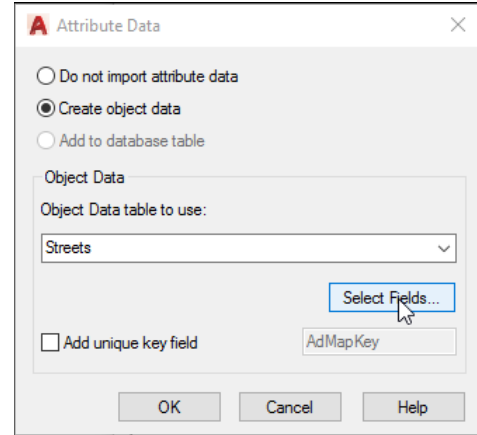 Attribute Data
Do not import attribute data
Create object data
Add to database table
Object Data
Object Data table to use:
Streets
Select Fields...
Add unique key field AdMapKey
OK Cancel Help